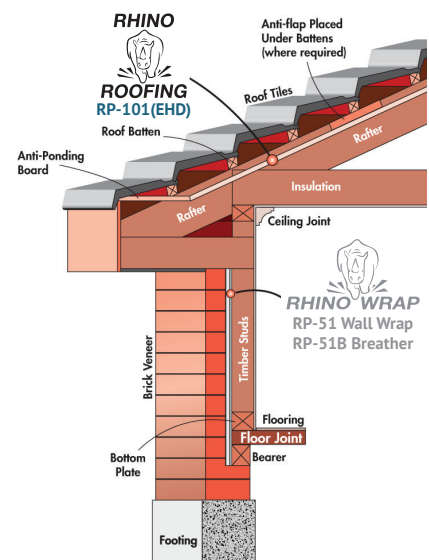 RHINO
ROOFING
RP-101(EHD)
Anti-flap Placed
Under Battens
(where required)
Roof Tiles
Roof Batten
Rafter
Anti-Ponding
Board
Insulation
Rafter
Ceiling Joint
RHINO WRAP
RP-51 Wall Wrap
RP-51B Breather
Brick Veneer
Timber Studs
Flooring
Floor Joint
Bottom
Plate
Bearer
Footing